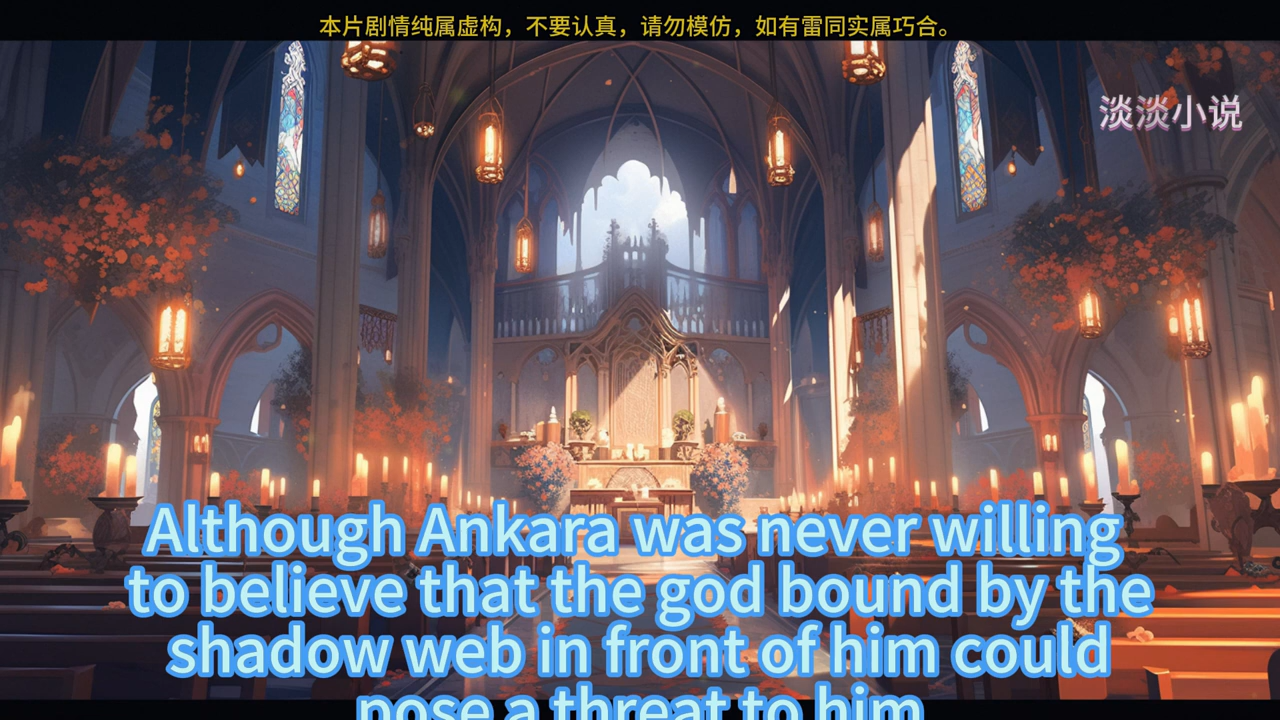 本片剧情纯属虚构，不要认真，请勿模仿，如有雷同实属巧合。
淡淡小说
Although Ankara was never willing
to believe that the god bound by the
shadow web in front of him could
pose a threat to him